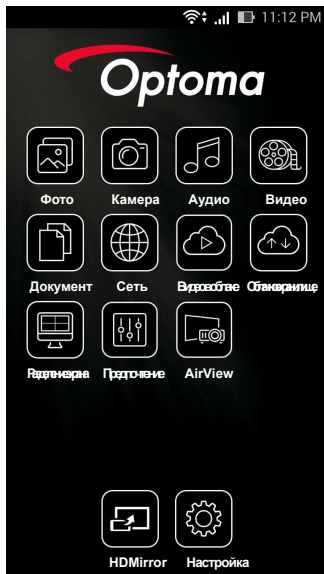 11:12 PM
Optoma
Фото Камера Аудио Видео
Документ Сеть
AirView
HDMirror Настройка